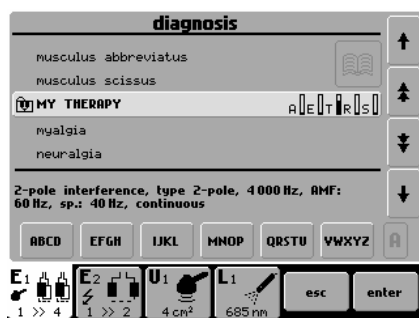 diagnosis
musculus abbreviatus
musculus scissus
MY THERAPY A E T R S
myalgia
neuralgia
2-pole interference, type 2-pole, 4 000 Hz, AMF:
60 Hz, sp.: 40 Hz, continuous
ABCD EFGH IJKL MNOP QRSTU VWXYZ A
E1 E2 U1 L1 esc enter
1 >> 4 1 >> 2 4 cm² 685 nm